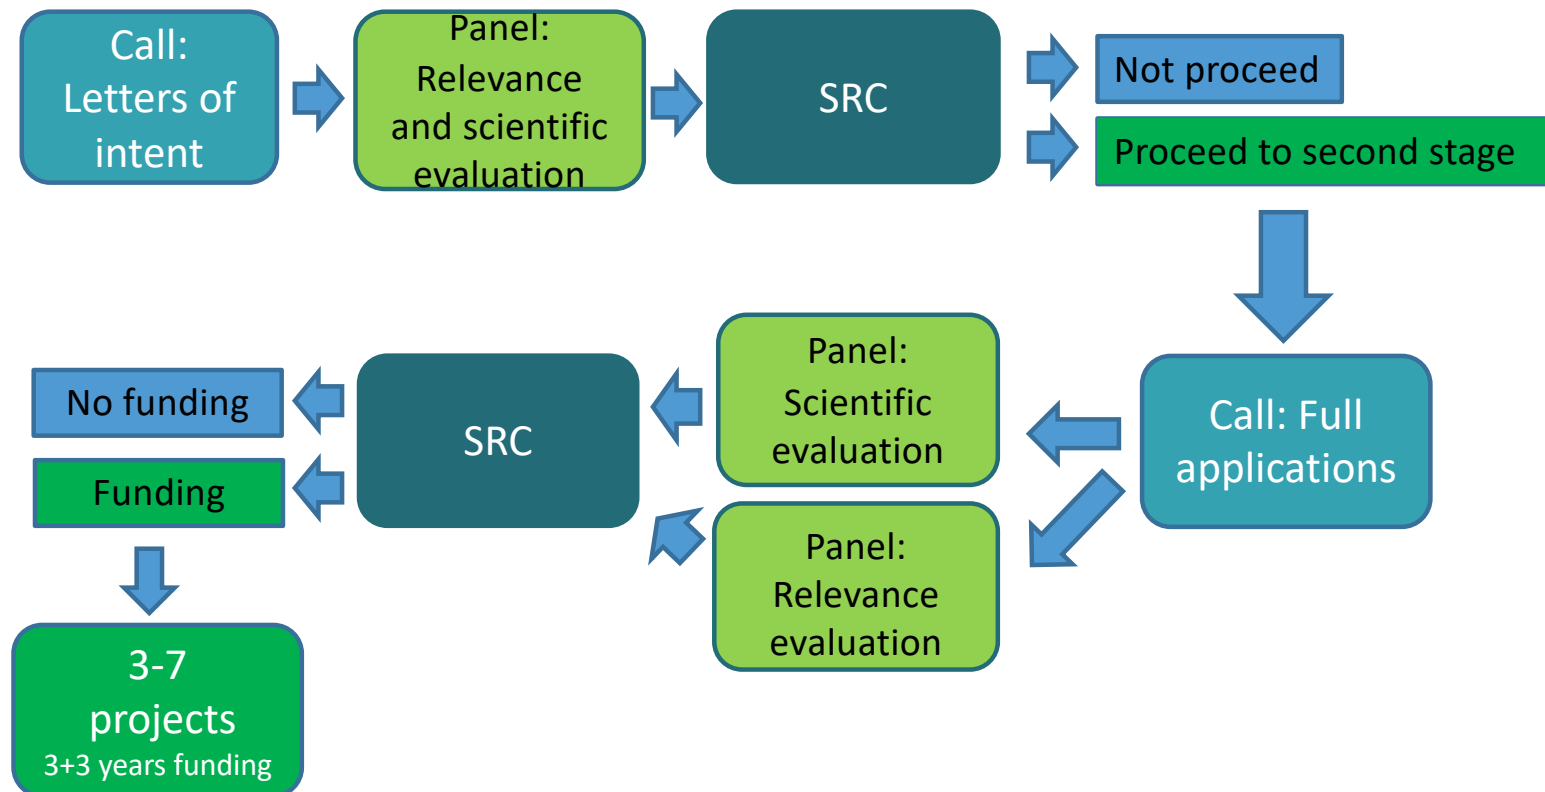 Call:
Letters of
intent
Panel:
Relevance
and scientific
evaluation
SRC
Not proceed
Proceed to second stage
Call: Full
applications
Panel:
Scientific
evaluation
Panel:
Relevance
evaluation
SRC
No funding
Funding
3-7
projects
3+3 years funding